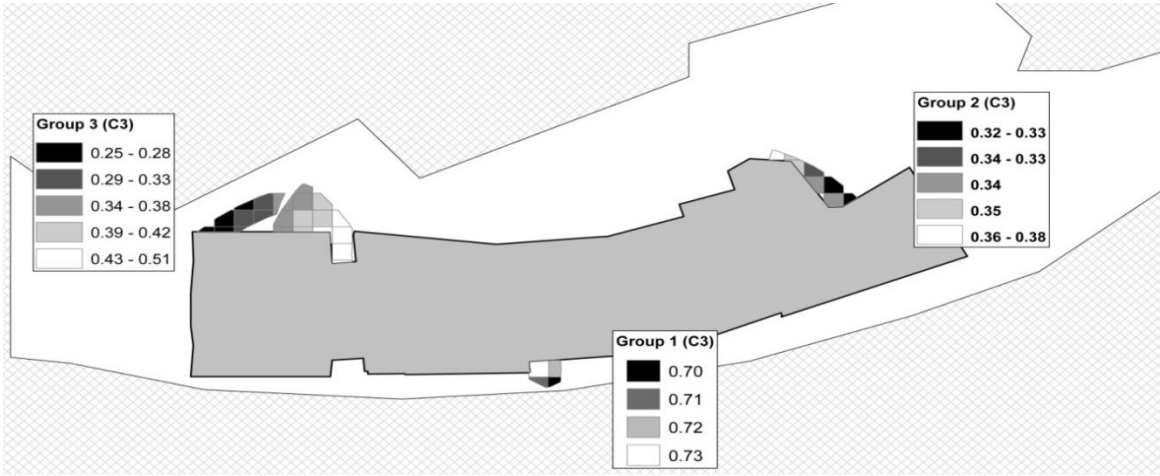 Group 3 (C3)
0.25 - 0.28
0.29 - 0.33
0.34 - 0.38
0.39 - 0.42
0.43 - 0.51
Group 2 (C3)
0.32 - 0.33
0.34 - 0.33
0.34
0.35
0.36 - 0.38
Group 1 (C3)
0.70
0.71
0.72
0.73